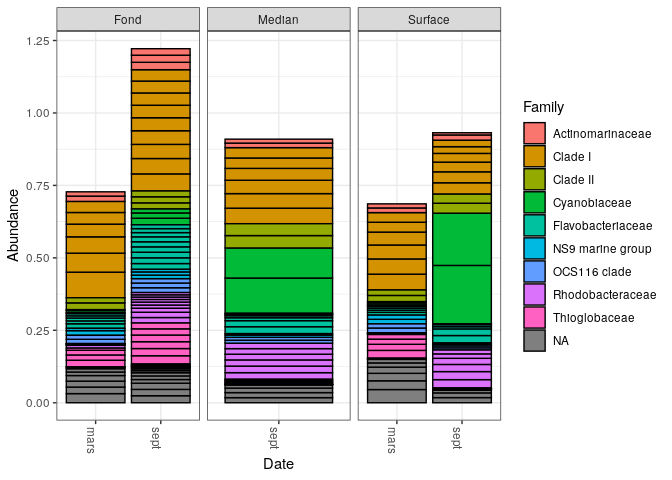 Fond Median Surface
1.25
1.00
0.75
0.50
0.25
0.00
Abundance
mars sept sept mars sept
Date
Family
Actinomarinaceae
Clade I
Clade II
Cyanobiaceae
Flavobacteriaceae
NS9 marine group
OCS116 clade
Rhodobacteraceae
Thioglobaceae
NA